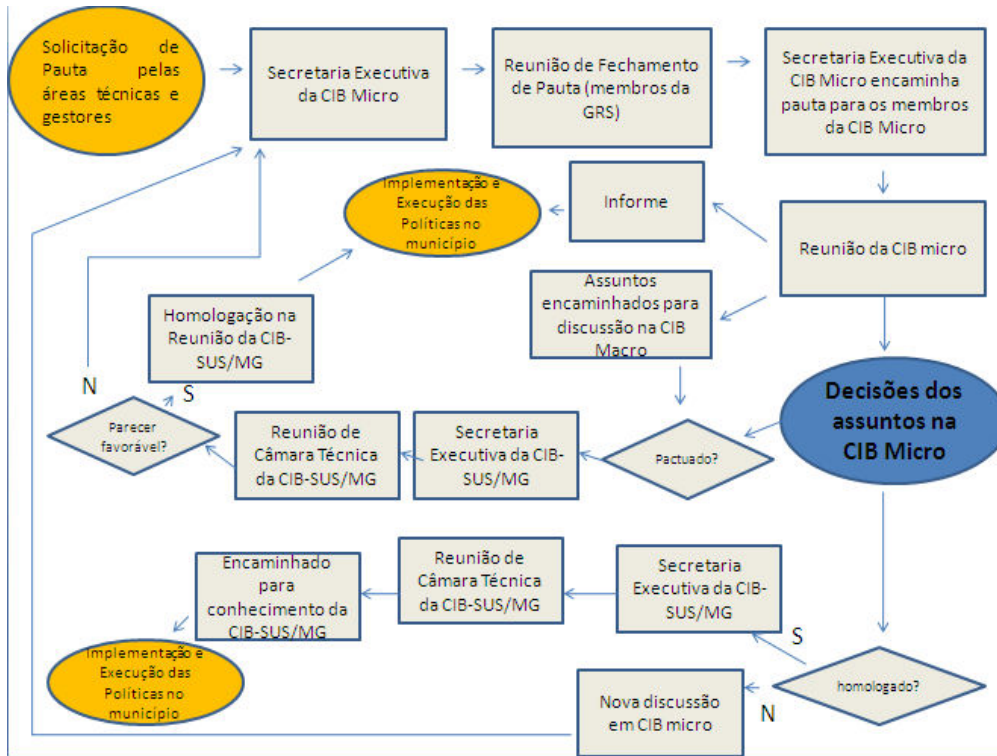 Solicitação de
Pauta pelas
áreas técnicas e
gestores
Secretaria Executiva
da CIB Micro
Reunião de Fechamento
de Pauta (membros da
GRS)
Secretaria Executiva da
CIB Micro encaminha
pauta para os membros
da CIB Micro
Implementação e
Execução das
Políticas no
município
Informe
Reunião da CIB micro
Assuntos
encaminhados para
discussão na CIB
Macro
Homologação na
Reunião da CIB-
SUS/MG
N
S
Parecer
favorável?
Reunião de
Câmara Técnica
da CIB-SUS/MG
Secretaria
Executiva da CIB-
SUS/MG
Pactuado?
Decisões dos
assuntos na
CIB Micro
Encaminhado
para
conhecimento da
CIB-SUS/MG
Reunião de
Câmara Técnica
da CIB-SUS/MG
Secretaria
Executiva da CIB-
SUS/MG
S
Implementação e
Execução das
Políticas no
município
Nova discussão
em CIB micro
N
homologado?